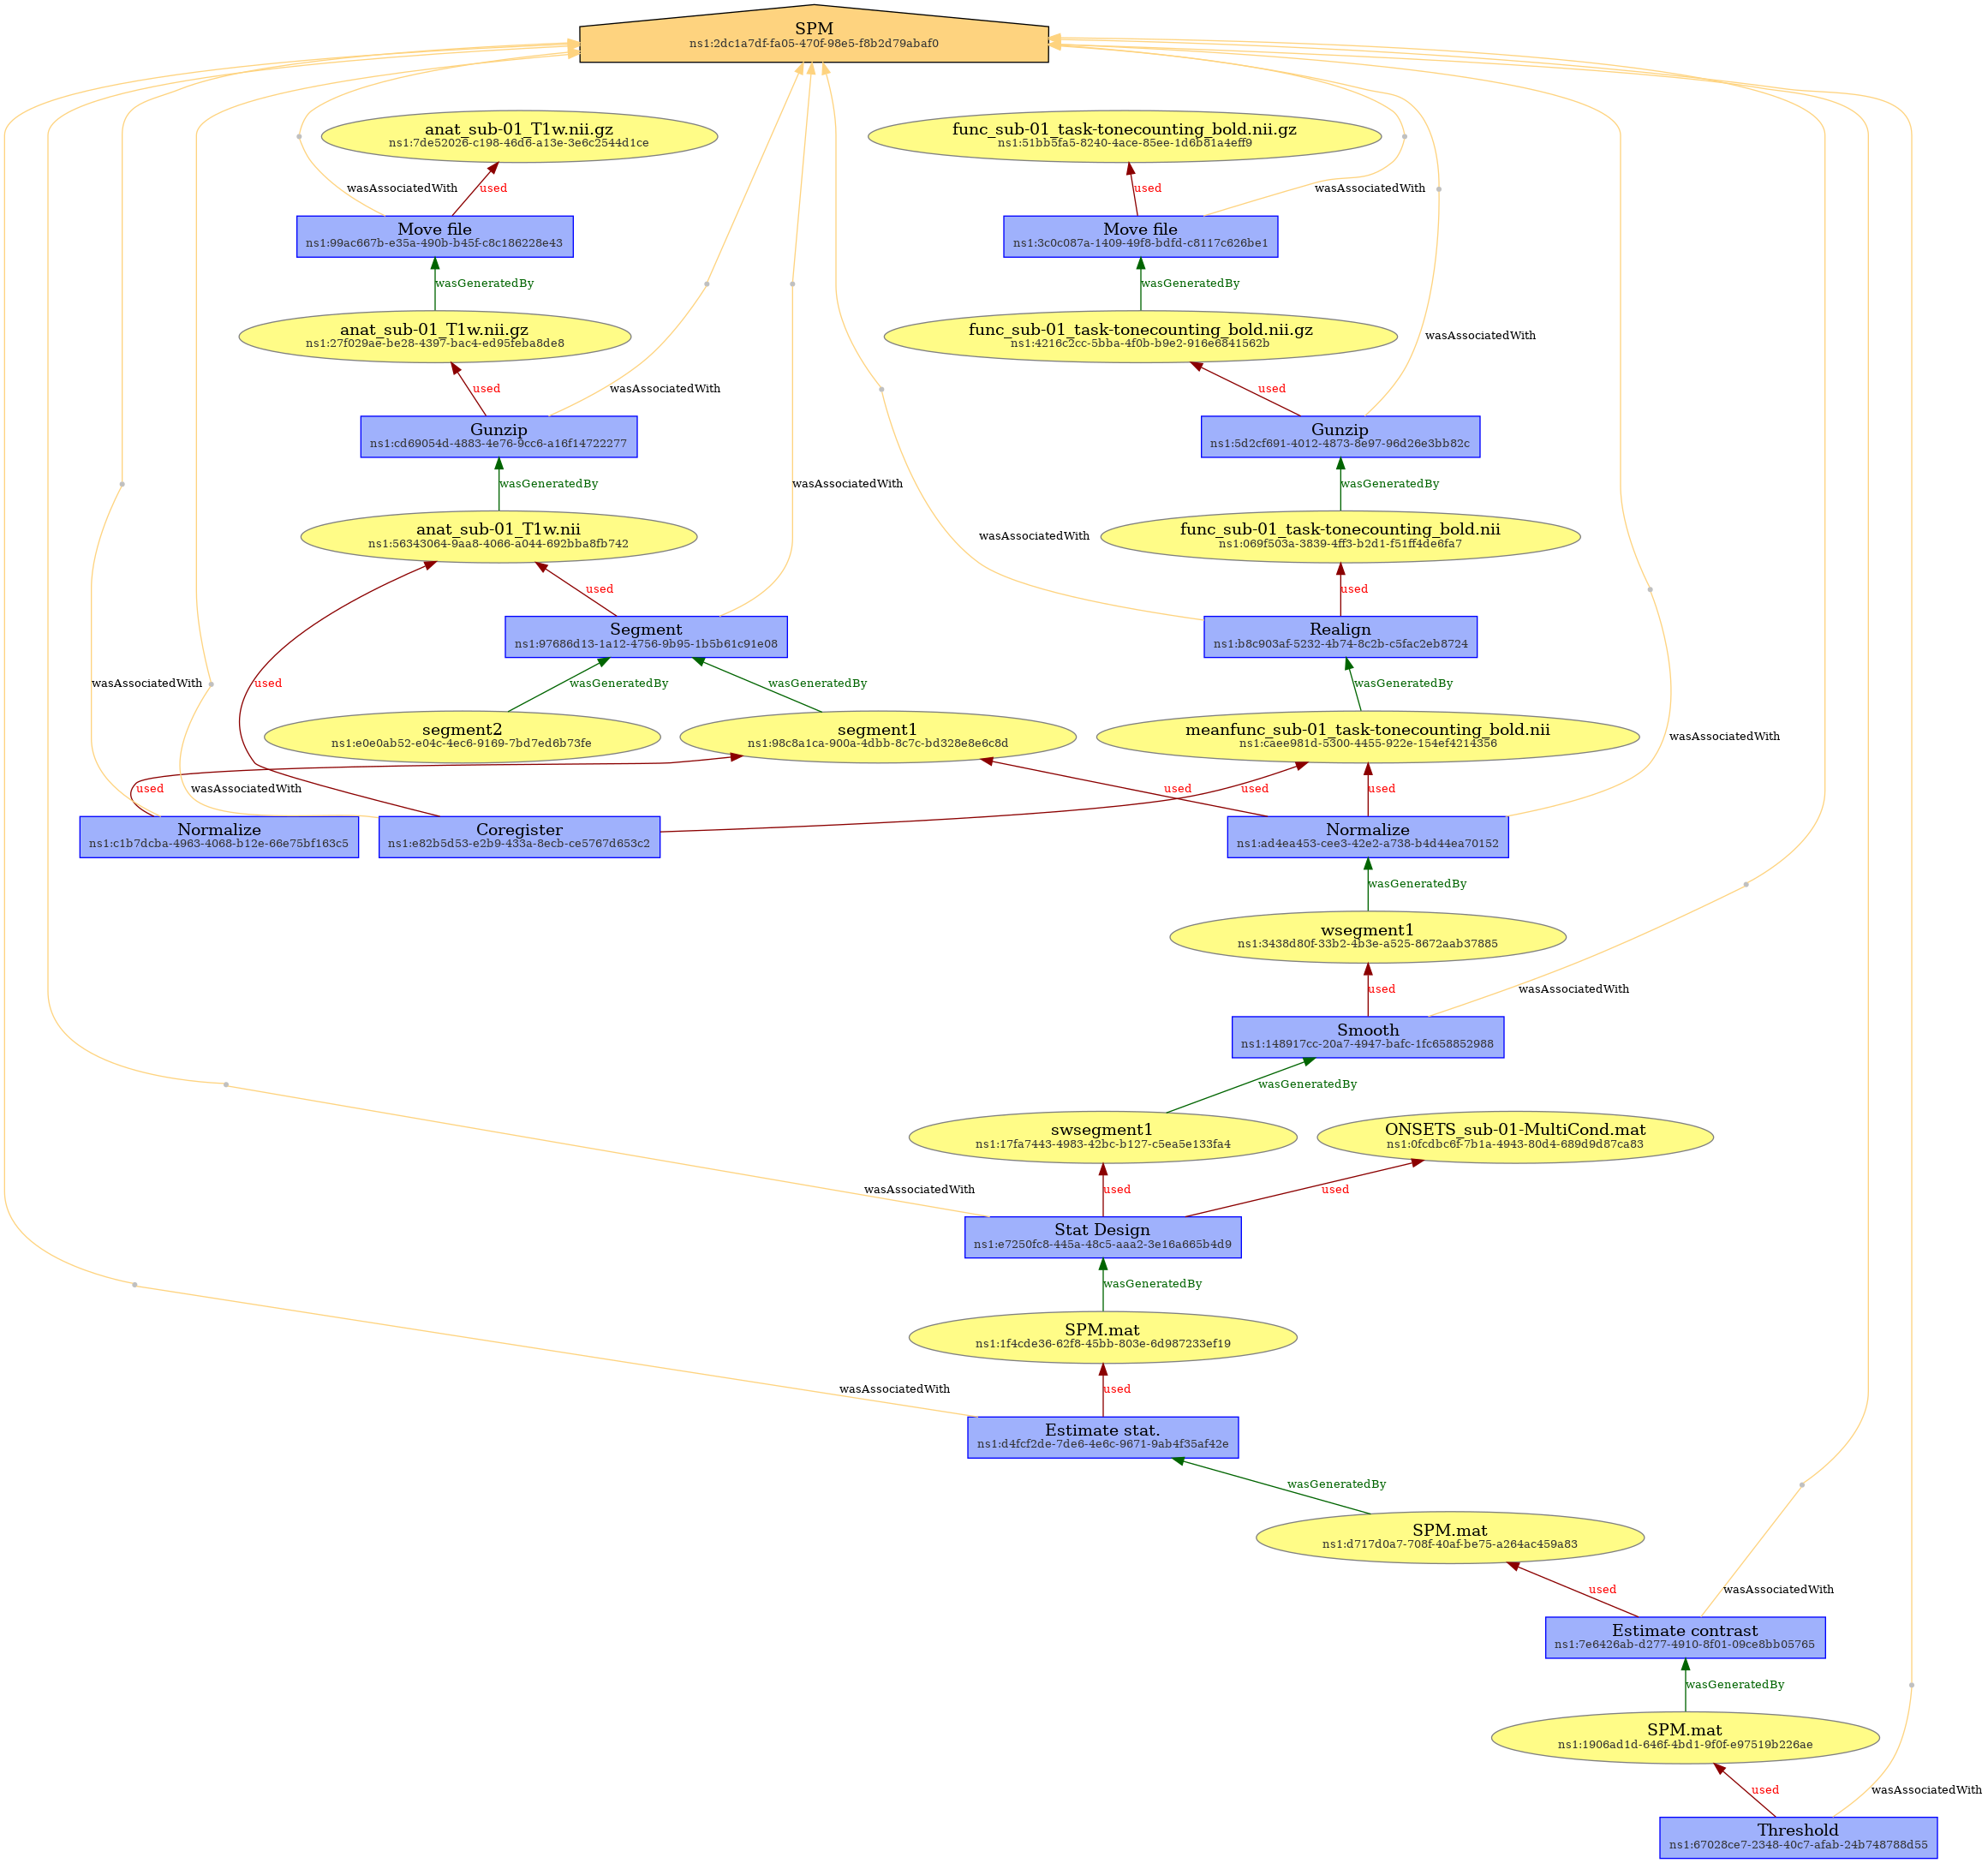 SPM
ns1:2dc1a7df-fa05-470f-98e5-f8b2d79abaf0
anat_sub-01_T1w.nii.gz
ns1:7de52026-c198-46d6-a13e-3e6c2544d1ce
func_sub-01_task-tonecounting_bold.nii.gz
ns1:51bb5fa5-8240-4ace-85ee-1d6b81a4eff9
wasAssociatedWith
used
used
wasAssociatedWith
Move file
ns1:99ac667b-e35a-490b-b45f-c8c186228e43
Move file
ns1:3c0c087a-1409-49f8-bdfd-c8117c626be1
wasGeneratedBy
wasGeneratedBy
anat_sub-01_T1w.nii.gz
ns1:27f029ae-be28-4397-bac4-ed95feba8de8
func_sub-01_task-tonecounting_bold.nii.gz
ns1:4216c2cc-5bba-4f0b-b9e2-916e6841562b
wasAssociatedWith
used
wasAssociatedWith
used
Gunzip
ns1:cd69054d-4883-4e76-9cc6-a16f14722277
Gunzip
ns1:5d2cf691-4012-4873-8e97-96d26e3bb82c
wasGeneratedBy
wasAssociatedWith
wasGeneratedBy
anat_sub-01_T1w.nii
ns1:56343064-9aa8-4066-a044-692bba8fb742
wasAssociatedWith
func_sub-01_task-tonecounting_bold.nii
ns1:069f503a-3839-4ff3-b2d1-f51ff4de6fa7
used
used
Segment
ns1:97686d13-1a12-4756-9b95-1b5b61c91e08
Realign
ns1:b8c903af-5232-4b74-8c2b-c5fac2eb8724
wasAssociatedWith
used
wasGeneratedBy
wasGeneratedBy
wasGeneratedBy
segment2
ns1:e0e0ab52-e04c-4ec6-9169-7bd7ed6b73fe
segment1
ns1:98c8a1ca-900a-4dbb-8c7c-bd328e8e6c8d
meanfunc_sub-01_task-tonecounting_bold.nii
ns1:caee981d-5300-4455-922e-154ef4214356
wasAssociatedWith
used
wasAssociatedWith
used
used
used
Normalize
ns1:c1b7dcba-4963-4068-b12e-66e75bf163c5
Coregister
ns1:e82b5d53-e2b9-433a-8ecb-ce5767d653c2
Normalize
ns1:ad4ea453-cee3-42e2-a738-b4d44ea70152
wasGeneratedBy
wsegment1
ns1:3438d80f-33b2-4b3e-a525-8672aab37885
used
wasAssociatedWith
Smooth
ns1:148917cc-20a7-4947-bafc-1fc658852988
wasGeneratedBy
swsegment1
ns1:17fa7443-4983-42bc-b127-c5ea5e133fa4
ONSETS_sub-01-MultiCond.mat
ns1:0fcdbc6f-7b1a-4943-80d4-689d9d87ca83
wasAssociatedWith
used
used
Stat Design
ns1:e7250fc8-445a-48c5-aaa2-3e16a665b4d9
wasGeneratedBy
SPM.mat
ns1:1f4cde36-62f8-45bb-803e-6d987233ef19
wasAssociatedWith
used
Estimate stat.
ns1:d4fcf2de-7de6-4e6c-9671-9ab4f35af42e
wasGeneratedBy
SPM.mat
ns1:d717d0a7-708f-40af-be75-a264ac459a83
used
wasAssociatedWith
Estimate contrast
ns1:7e6426ab-d277-4910-8f01-09ce8bb05765
wasGeneratedBy
SPM.mat
ns1:1906ad1d-646f-4bd1-9f0f-e97519b226ae
used
wasAssociatedWith
Threshold
ns1:67028ce7-2348-40c7-afab-24b748788d55